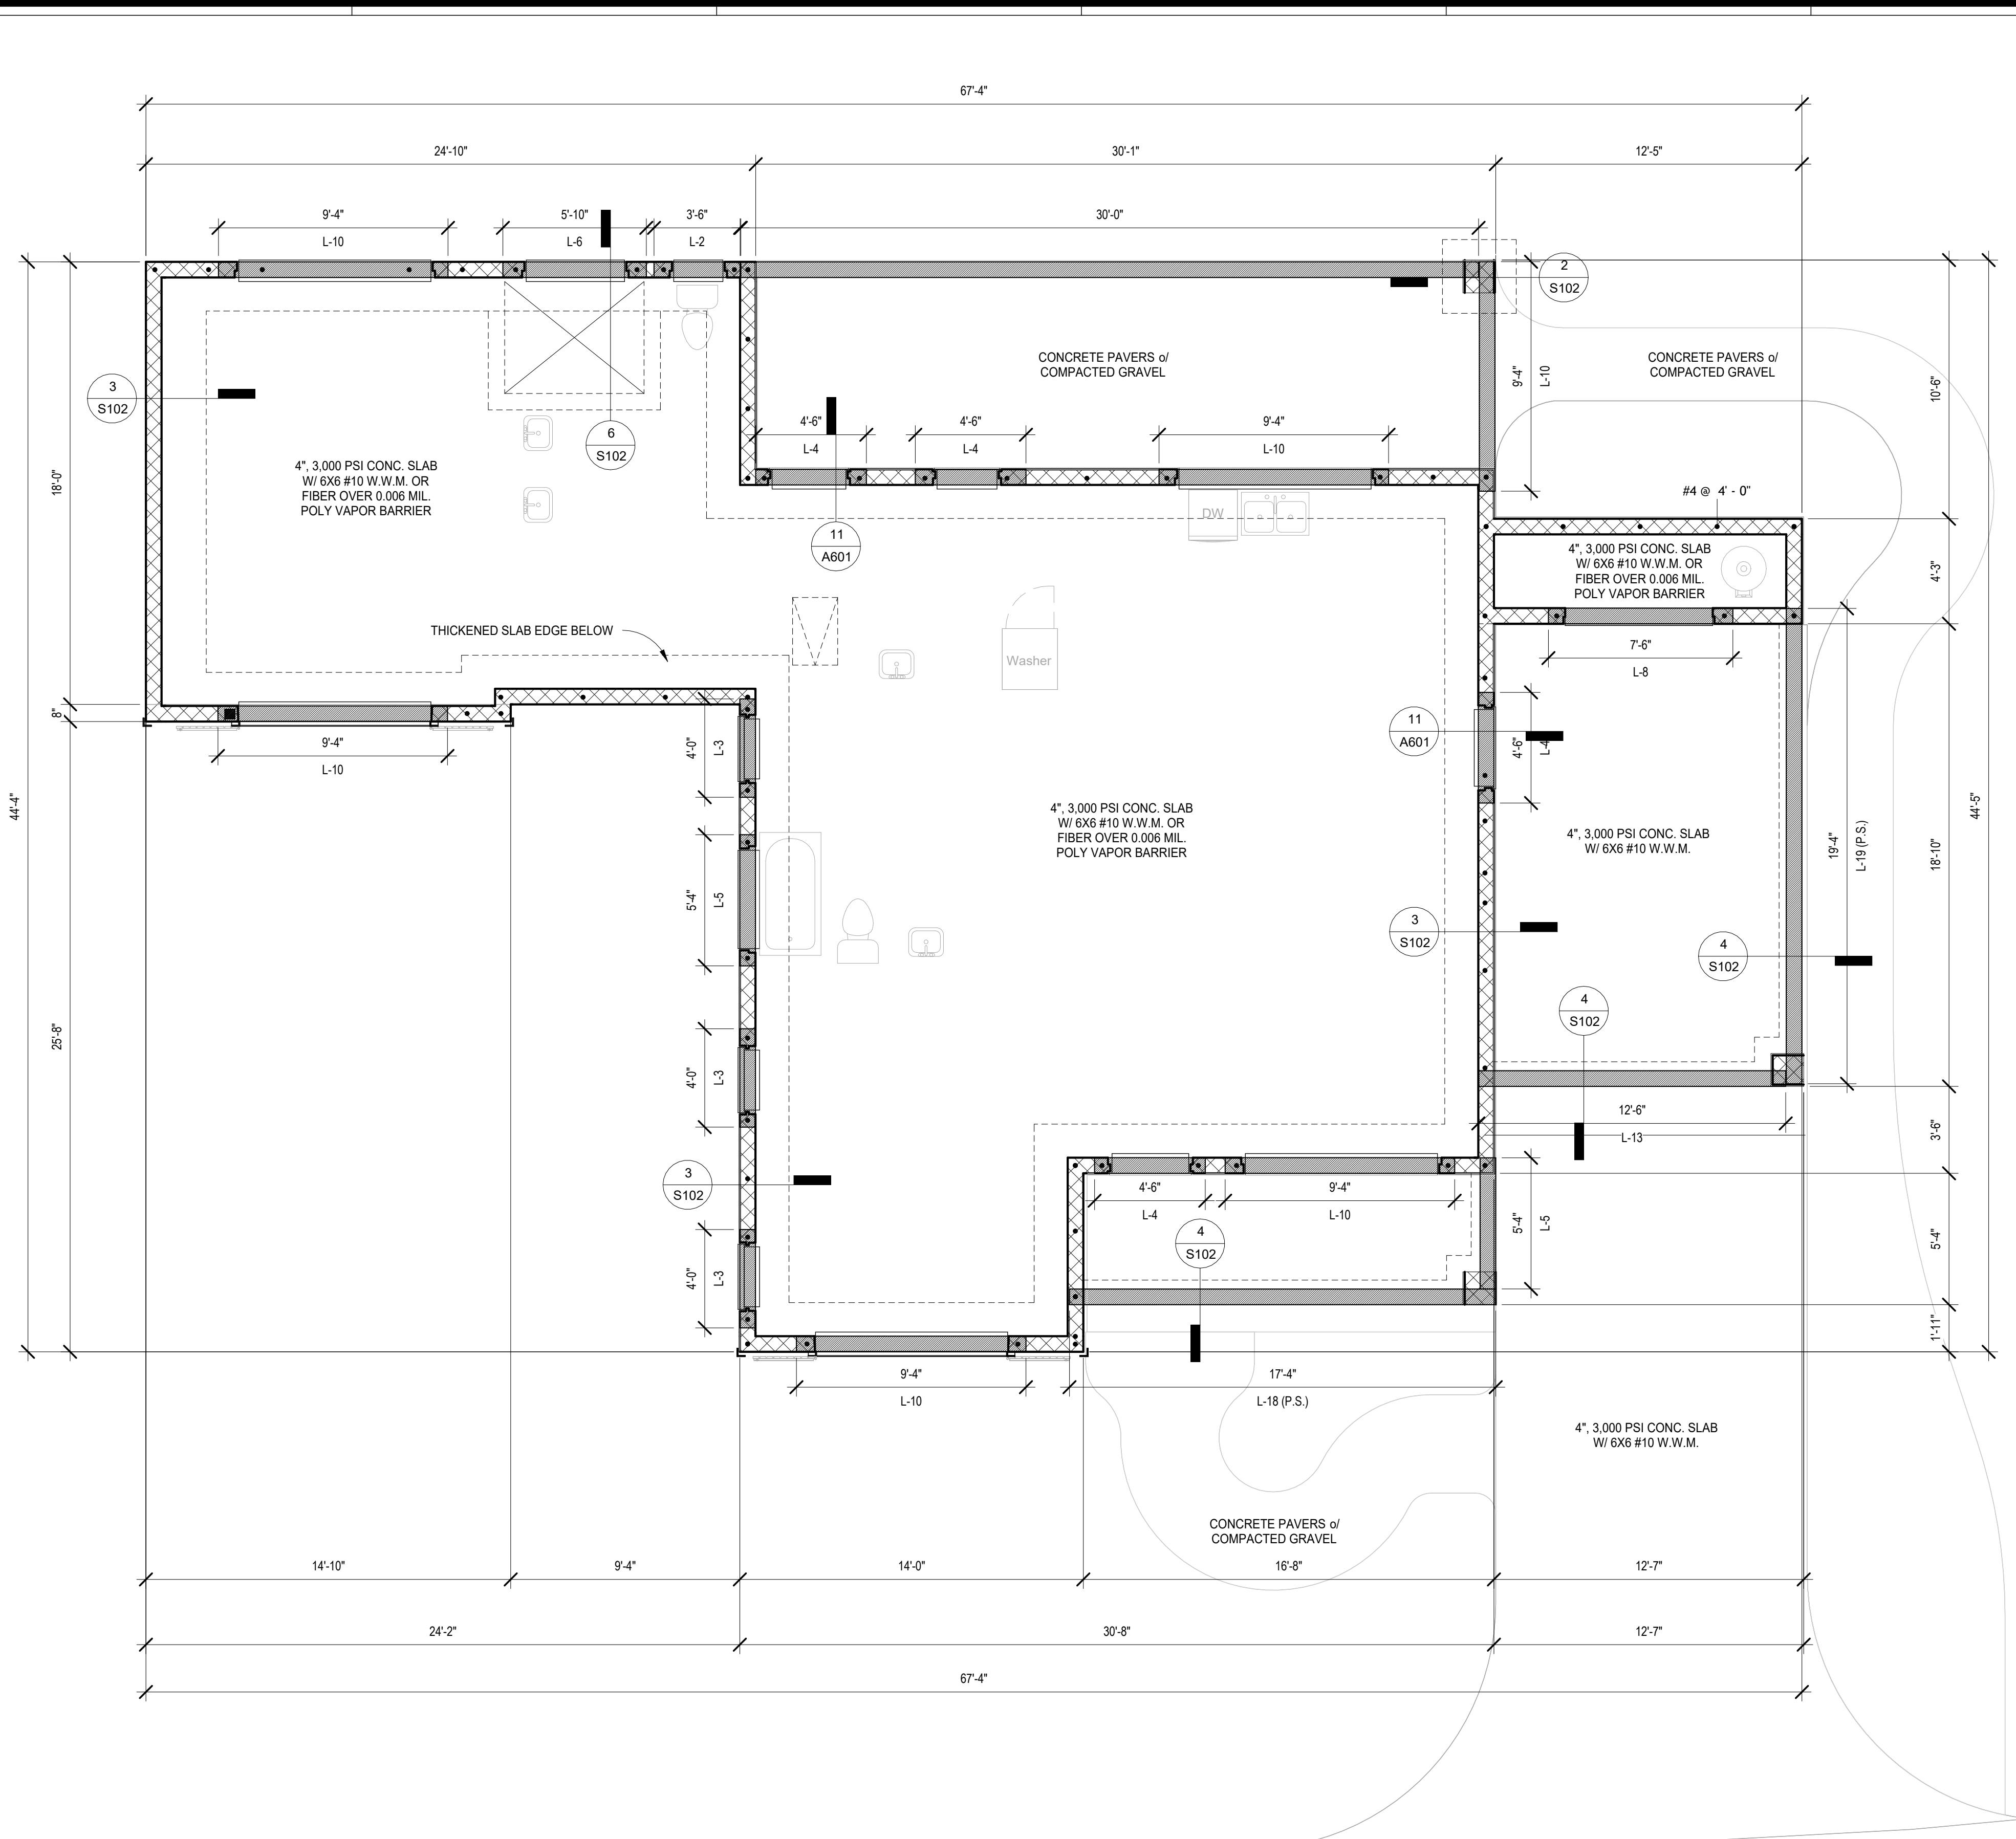 67'-4"
24'-10"
30'-1"
12'-5"
9'-4"
L-10
5'-10"
L-6
3'-6"
L-2
30'-0"
2
S102
CONCRETE PAVERS o/
COMPACTED GRAVEL
CONCRETE PAVERS o/
COMPACTED GRAVEL
9'-4"
L-10
10'-6"
3
S102
4'-6"
L-4
4'-6"
L-4
9'-4"
L-10
6
S102
18'-0"
4", 3,000 PSI CONC. SLAB
W/ 6X6 #10 W.W.M. OR
FIBER OVER 0.006 MIL.
POLY VAPOR BARRIER
#4 @ 4' - 0"
DW
11
A601
4", 3,000 PSI CONC. SLAB
W/ 6X6 #10 W.W.M. OR
FIBER OVER 0.006 MIL.
POLY VAPOR BARRIER
4'-3"
THICKENED SLAB EDGE BELOW
Washer
7'-6"
L-8
8"
9'-4"
L-10
4'-0"
L-3
11
A601
4'-6"
L-4
44'-4"
44'-5"
4", 3,000 PSI CONC. SLAB
W/ 6X6 #10 W.W.M. OR
FIBER OVER 0.006 MIL.
POLY VAPOR BARRIER
4", 3,000 PSI CONC. SLAB
W/ 6X6 #10 W.W.M.
19'-4"
L-19 (P.S.)
18'-10"
5'-4"
L-5
3
S102
4
S102
4
S102
25'-8"
4'-0"
L-3
12'-6"
L-13
3'-6"
3
S102
4'-6"
L-4
9'-4"
L-10
5'-4"
L-5
4
S102
5'-4"
4'-0"
L-3
1'-11"
9'-4"
L-10
17'-4"
L-18 (P.S.)
4", 3,000 PSI CONC. SLAB
W/ 6X6 #10 W.W.M.
CONCRETE PAVERS o/
COMPACTED GRAVEL
14'-10"
9'-4"
14'-0"
16'-8"
12'-7"
24'-2"
30'-8"
12'-7"
67'-4"